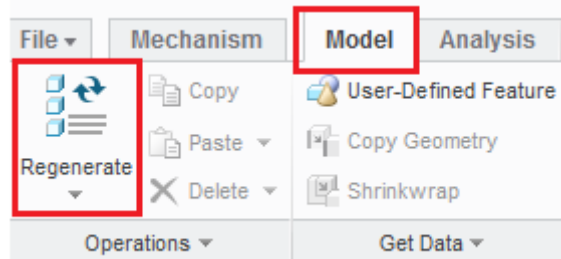 File Mechanism Model Analysis
Regenerate
Copy
Paste
Delete
Operations
User-Defined Feature
Copy Geometry
Shrinkwrap
Get Data